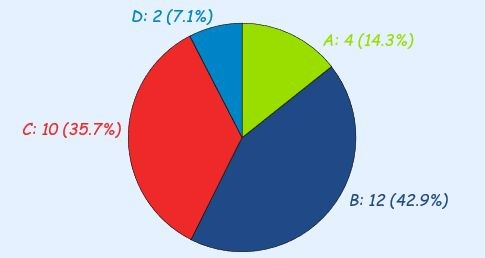 D: 2 (7.1%)
A: 4 (14.3%)
C: 10 (35.7%)
B: 12 (42.9%)